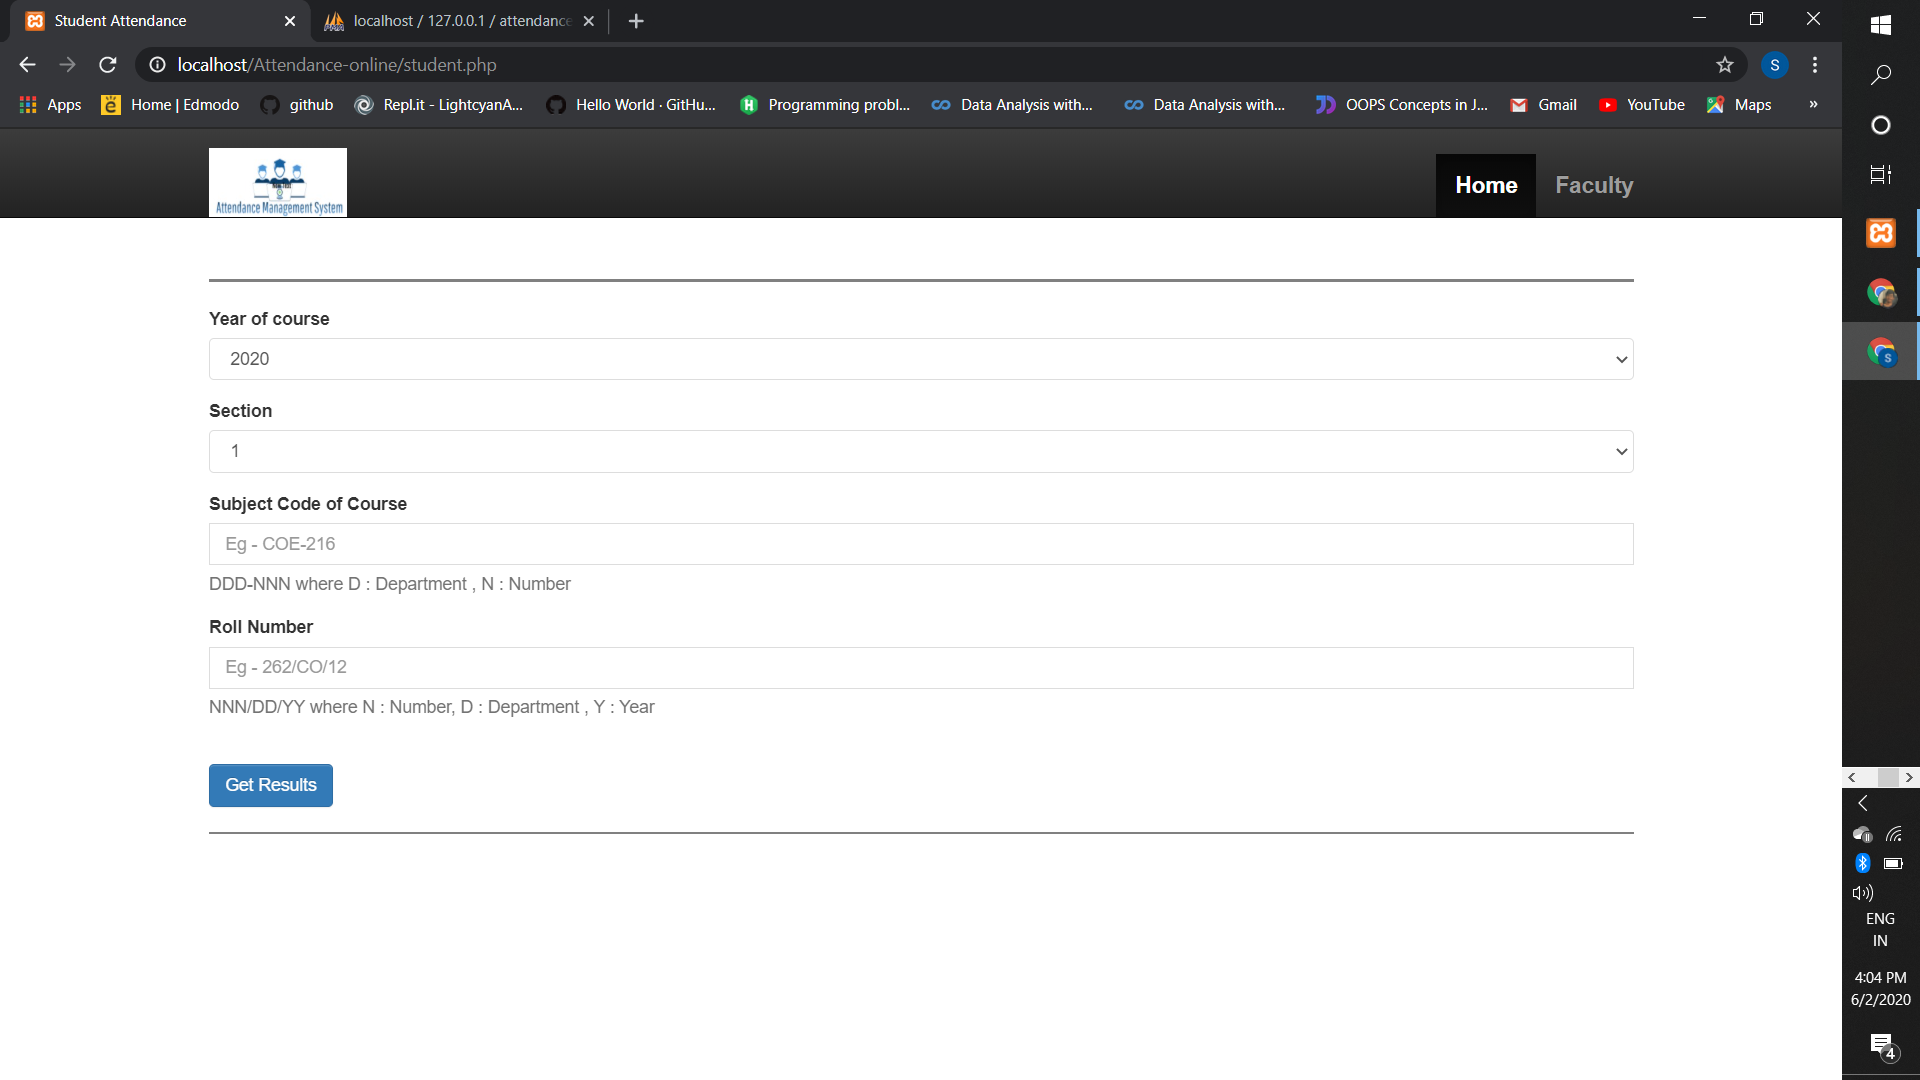 Student Attendance
localhost / 127.0.0.1 / attendance
localhost/Attendance-online/student.php
S
Apps
Home | Edmodo
github
Repl.it - LightcyanA...
Hello World · GitHu...
Programming probl...
Data Analysis with...
Data Analysis with...
OOPS Concepts in J...
Gmail
YouTube
Maps
»
Attendance Management System
Home
Faculty
Year of course
2020
Section
1
Subject Code of Course
Eg - COE-216
DDD-NNN where D : Department , N : Number
Roll Number
Eg - 262/CO/12
NNN/DD/YY where N : Number, D : Department , Y : Year
Get Results
S
ENG
IN
4:04 PM
6/2/2020
4